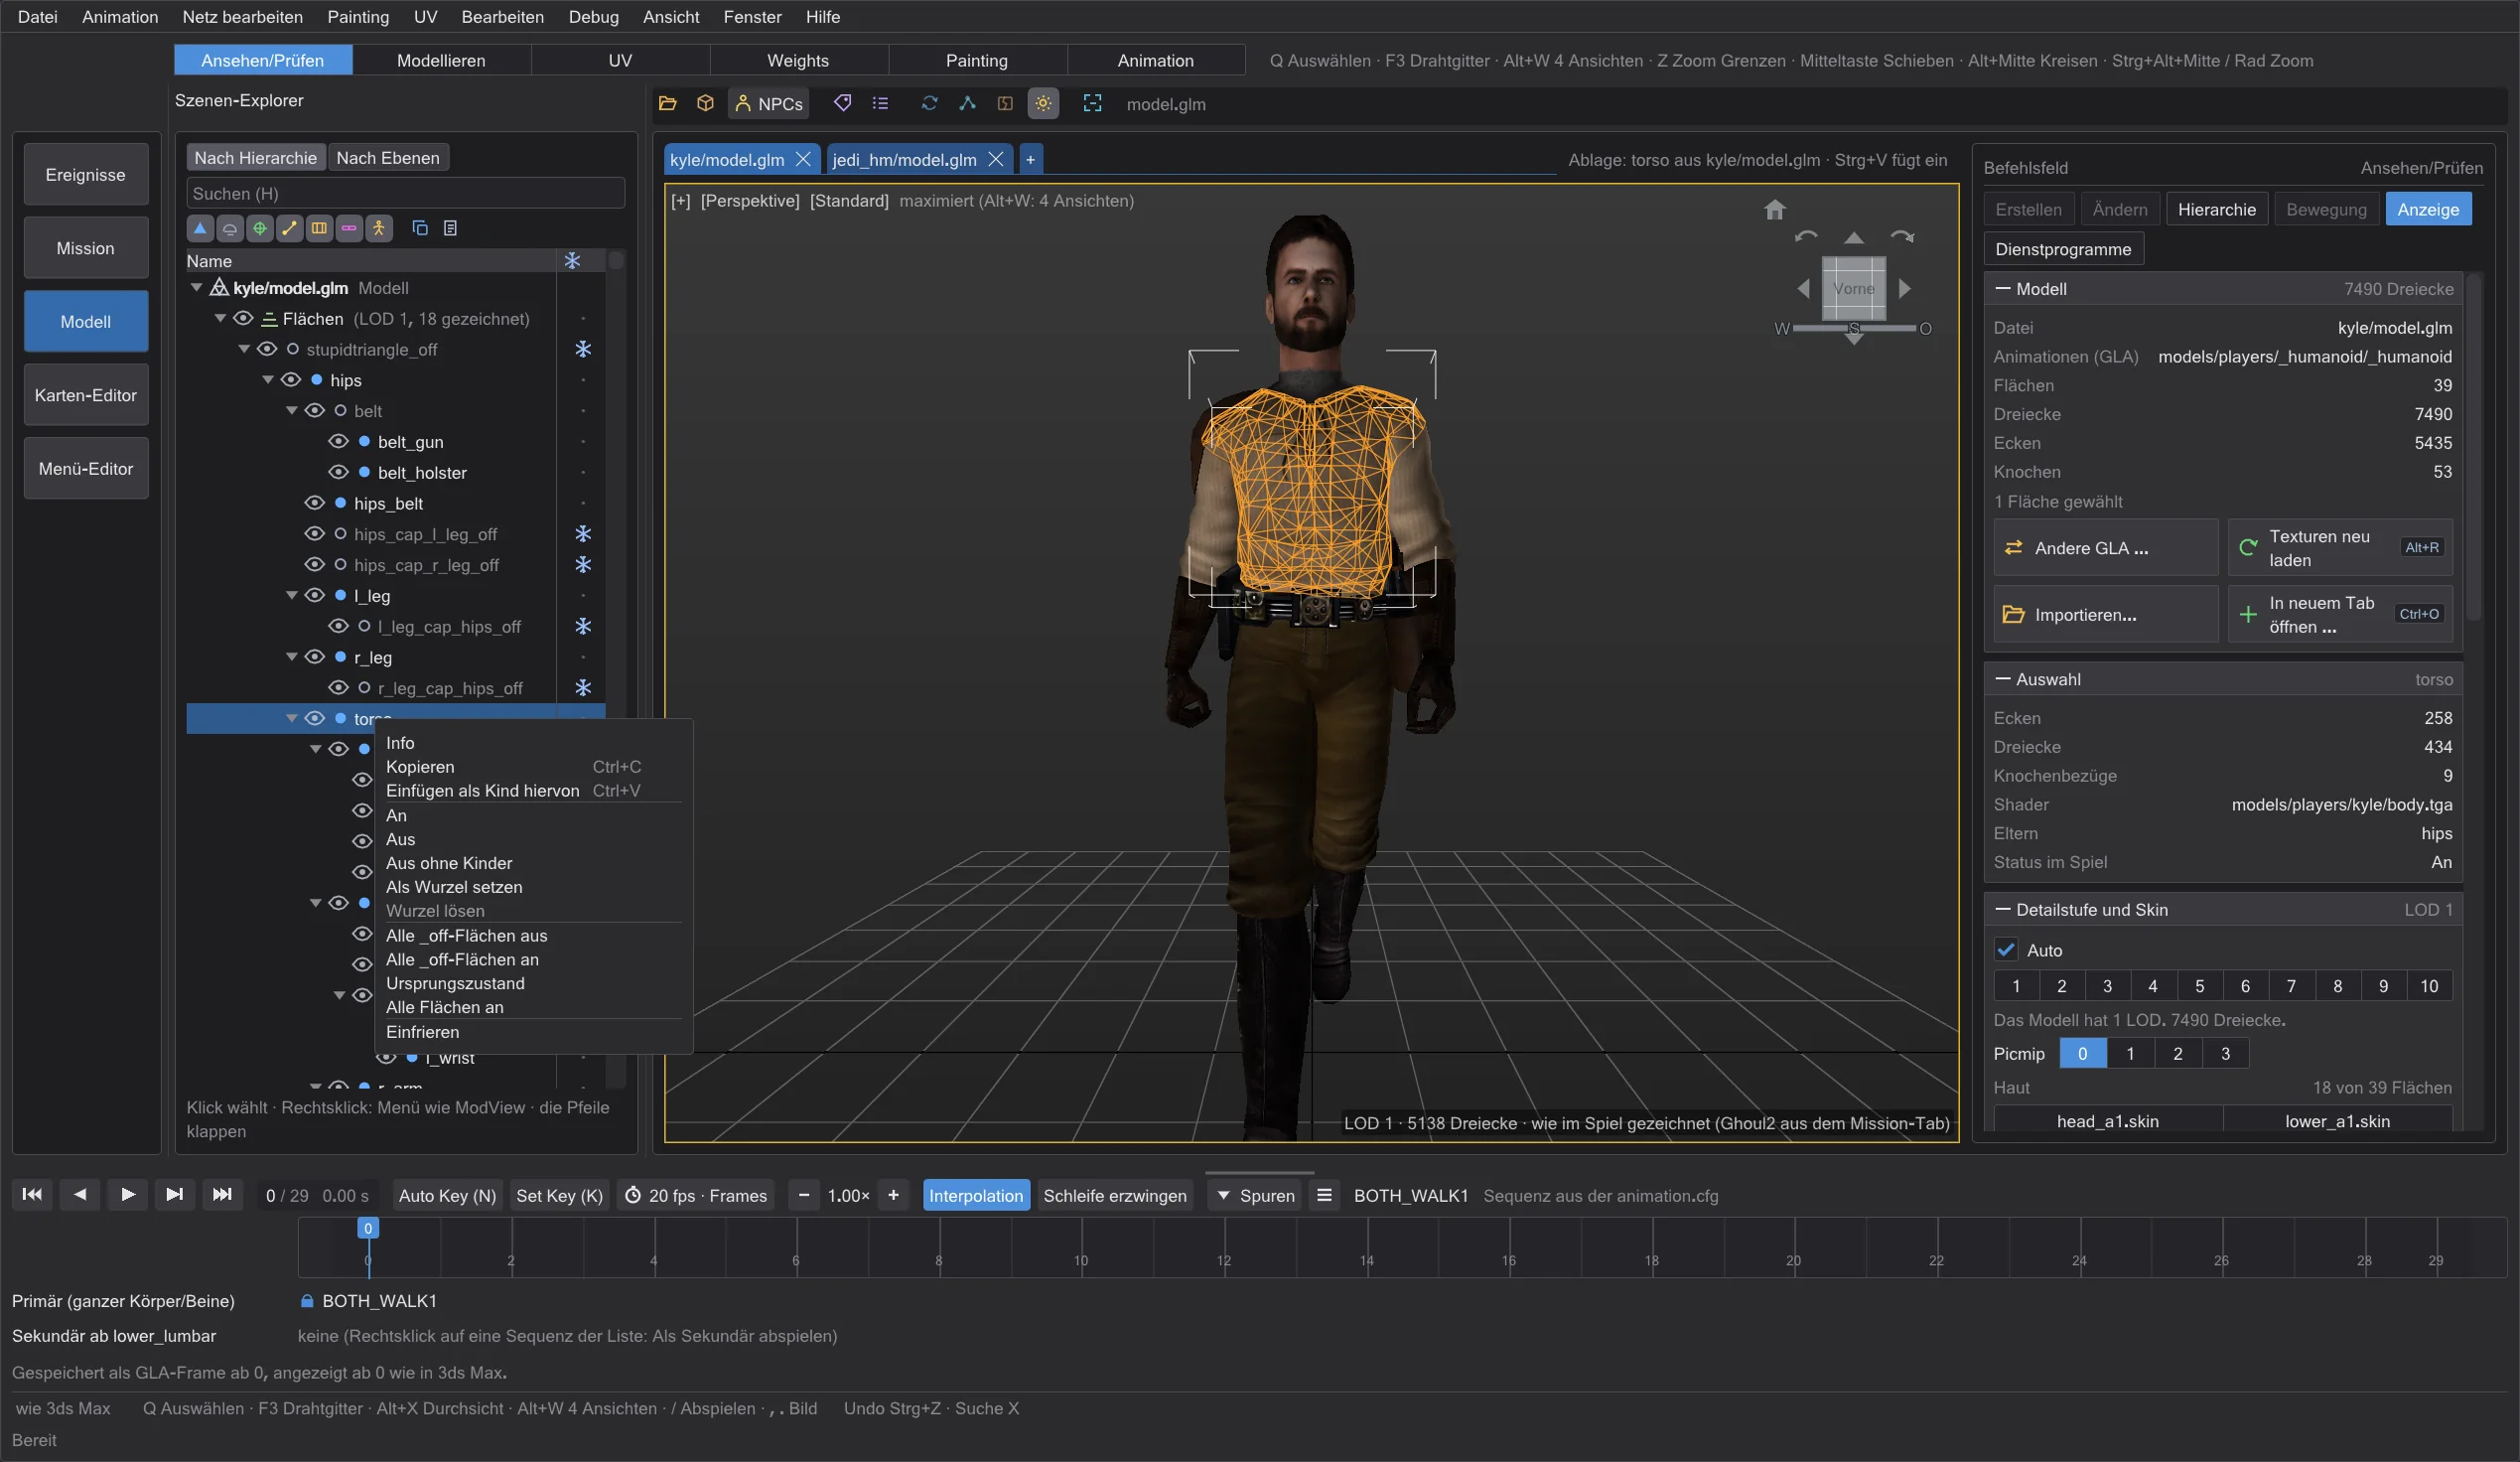 Datei Animation Netz bearbeiten Painting UV Bearbeiten Debug Ansicht Fenster Hilfe
Ansehen/Prüfen Modellieren UV Weights Painting Animation Q Auswählen · F3 Drahtgitter · Alt+W 4 Ansichten · Z Zoom Grenzen · Mitteltaste Schieben · Alt+Mitte Kreisen · Strg+Alt+Mitte / Rad Zoom
Szenen-Explorer
NPCs model.glm
Ereignisse
Mission
Modell
Karten-Editor
Menü-Editor
Nach Hierarchie Nach Ebenen
Suchen (H)
Name
kyle/model.glm Modell
Flächen (LOD 1, 18 gezeichnet)
stupidtriangle_off
hips
belt
belt_gun
belt_holster
hips_belt
hips_cap_l_leg_off
hips_cap_r_leg_off
l_leg
l_leg_cap_hips_off
r_leg
r_leg_cap_hips_off
torso
Info
Kopieren Ctrl+C
Einfügen als Kind hiervon Ctrl+V
An
Aus
Aus ohne Kinder
Als Wurzel setzen
Wurzel lösen
Alle _off-Flächen aus
Alle _off-Flächen an
Ursprungszustand
Alle Flächen an
Einfrieren
l_wrist
r_arm
Klick wählt · Rechtsklick: Menü wie ModView · die Pfeile
klappen
kyle/model.glm jedi_hm/model.glm + Ablage: torso aus kyle/model.glm · Strg+V fügt ein
[+] [Perspektive] [Standard] maximiert (Alt+W: 4 Ansichten)
Vorne
W S O
LOD 1 · 5138 Dreiecke · wie im Spiel gezeichnet (Ghoul2 aus dem Mission-Tab)
Befehlsfeld Ansehen/Prüfen
Erstellen Ändern Hierarchie Bewegung Anzeige
Dienstprogramme
Modell 7490 Dreiecke
Datei kyle/model.glm
Animationen (GLA) models/players/_humanoid/_humanoid
Flächen 39
Dreiecke 7490
Ecken 5435
Knochen 53
1 Fläche gewählt
Andere GLA ...
Texturen neu
laden Alt+R
Importieren...
In neuem Tab
öffnen ... Ctrl+O
Auswahl torso
Ecken 258
Dreiecke 434
Knochenbezüge 9
Shader models/players/kyle/body.tga
Eltern hips
Status im Spiel An
Detailstufe und Skin LOD 1
Auto
1 2 3 4 5 6 7 8 9 10
Das Modell hat 1 LOD. 7490 Dreiecke.
Picmip 0 1 2 3
Haut 18 von 39 Flächen
head_a1.skin lower_a1.skin
0 / 29 0.00 s Auto Key (N) Set Key (K) 20 fps · Frames − 1.00× + Interpolation Schleife erzwingen Spuren BOTH_WALK1 Sequenz aus der animation.cfg
0
0 2 4 6 8 10 12 14 16 18 20 22 24 26 28 29
Primär (ganzer Körper/Beine) BOTH_WALK1
Sekundär ab lower_lumbar keine (Rechtsklick auf eine Sequenz der Liste: Als Sekundär abspielen)
Gespeichert als GLA-Frame ab 0, angezeigt ab 0 wie in 3ds Max.
wie 3ds Max Q Auswählen · F3 Drahtgitter · Alt+X Durchsicht · Alt+W 4 Ansichten · / Abspielen · , . Bild Undo Strg+Z · Suche X
Bereit